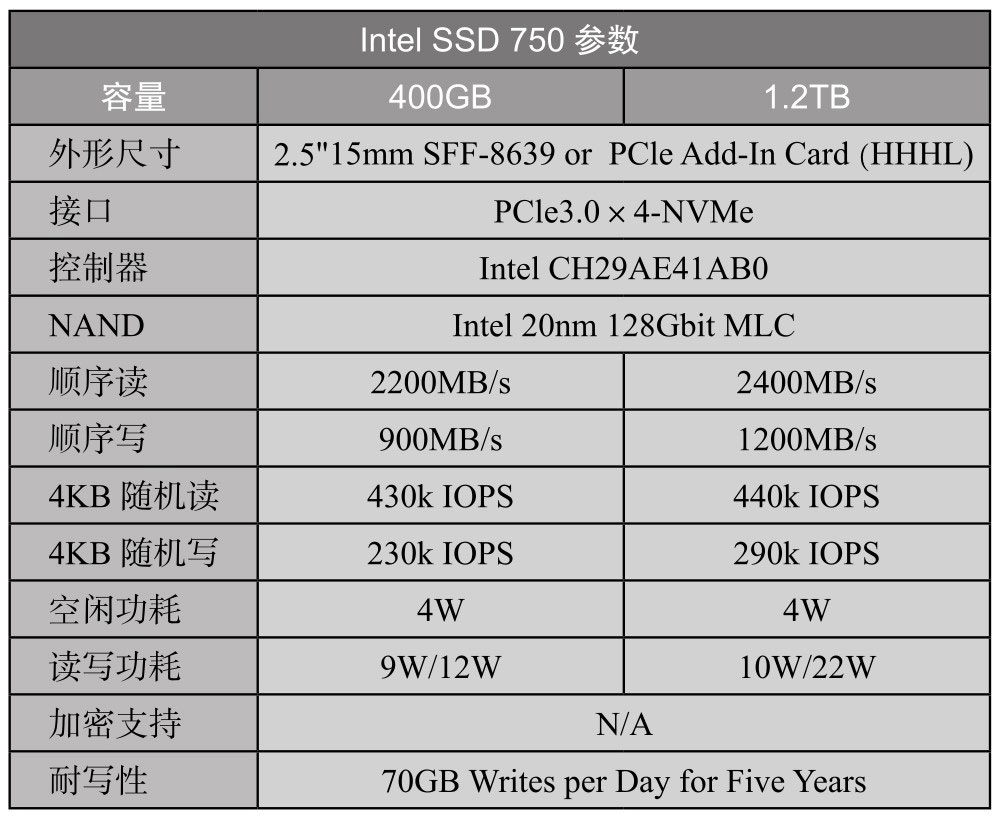 Intel SSD 750 参数
容量 400GB 1.2TB
外形尺寸 2.5"15mm SFF-8639 or PCle Add-In Card (HHHL)
接口 PCle3.0 × 4-NVMe
控制器 Intel CH29AE41AB0
NAND Intel 20nm 128Gbit MLC
顺序读 2200MB/s 2400MB/s
顺序写 900MB/s 1200MB/s
4KB 随机读 430k IOPS 440k IOPS
4KB 随机写 230k IOPS 290k IOPS
空闲功耗 4W 4W
读写功耗 9W/12W 10W/22W
加密支持 N/A
耐写性 70GB Writes per Day for Five Years